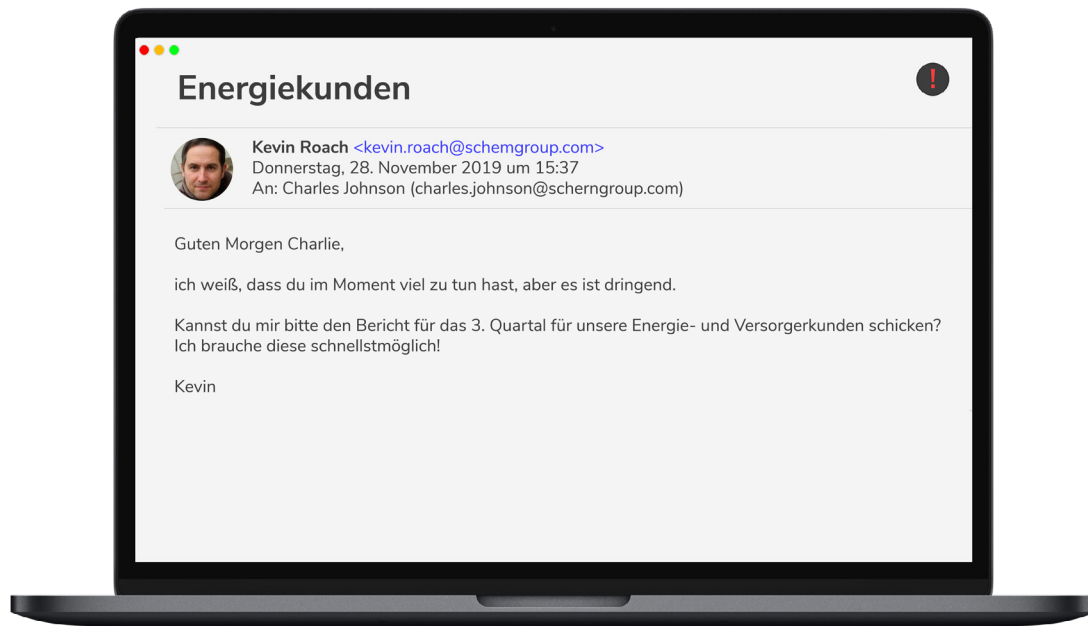 Energiekunden
Kevin Roach <kevin.roach@schemgroup.com>
Donnerstag, 28. November 2019 um 15:37
An: Charles Johnson (charles.johnson@scherngroup.com)
Guten Morgen Charlie,
ich weiß, dass du im Moment viel zu tun hast, aber es ist dringend.
Kannst du mir bitte den Bericht für das 3. Quartal für unsere Energie- und Versorgerkunden schicken?
Ich brauche diese schnellstmöglich!
Kevin